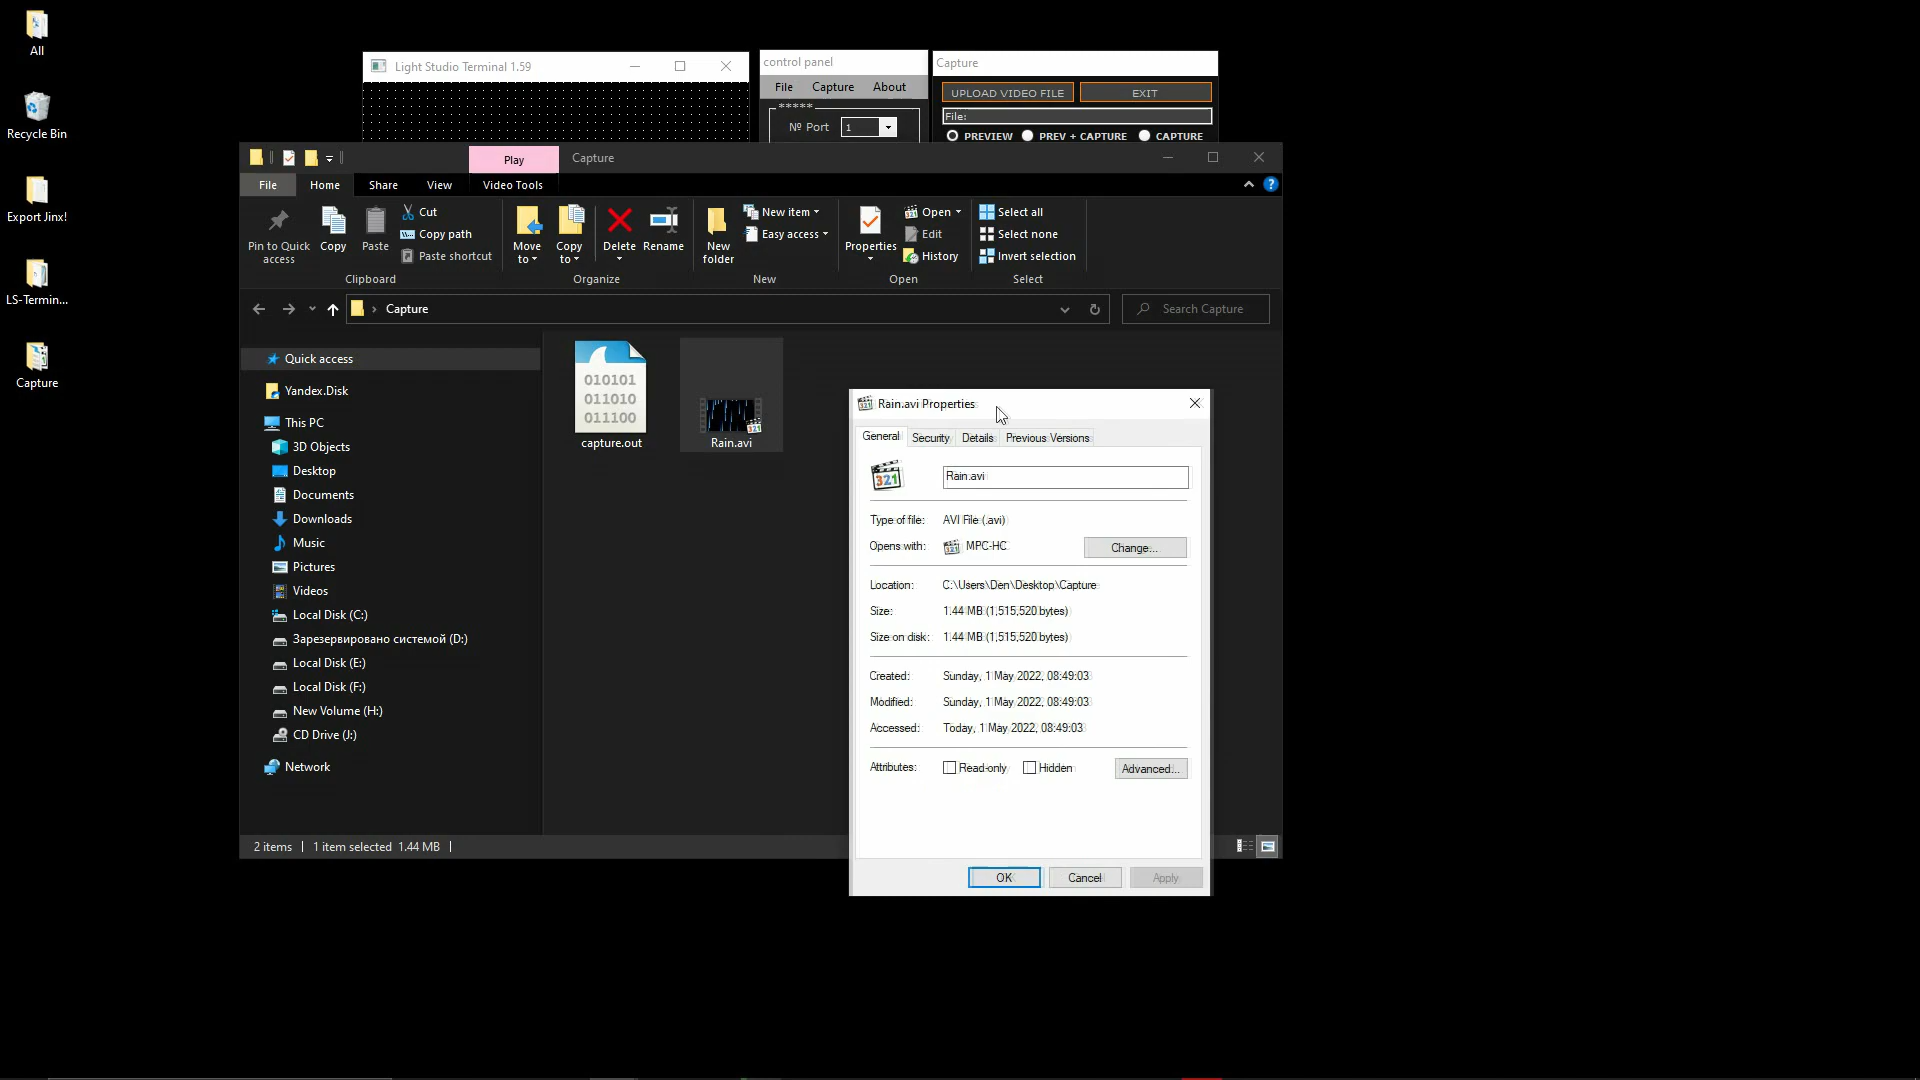 All
Recycle Bin
Export Jinx!
LS-Termin...
Capture
Light Studio Terminal 1.59
control panel
File Capture About
*****
№ Port 1
Capture
UPLOAD VIDEO FILE EXIT
File:
PREVIEW PREV + CAPTURE CAPTURE
Play Capture
File Home Share View Video Tools
Pin to Quick access
Copy
Paste
Cut
Copy path
Paste shortcut
Clipboard
Move to
Copy to
Delete
Rename
Organize
New folder
New item
Easy access
New
Properties
Open
Edit
History
Open
Select all
Select none
Invert selection
Select
Capture
Search Capture
Quick access
Yandex.Disk
This PC
3D Objects
Desktop
Documents
Downloads
Music
Pictures
Videos
Local Disk (C:)
Зарезервировано системой (D:)
Local Disk (E:)
Local Disk (F:)
New Volume (H:)
CD Drive (J:)
Network
010101
011010
011100
capture.out
321
Rain.avi
2 items 1 item selected 1.44 MB
Rain.avi Properties
General Security Details Previous Versions
321
Rain.avi
Type of file: AVI File (.avi)
Opens with: MPC-HC Change...
Location: C:\Users\Den\Desktop\Capture
Size: 1.44 MB (1,515,520 bytes)
Size on disk: 1.44 MB (1,515,520 bytes)
Created: Sunday, 1 May 2022, 08:49:03
Modified: Sunday, 1 May 2022, 08:49:03
Accessed: Today, 1 May 2022, 08:49:03
Attributes: Read-only Hidden Advanced...
OK Cancel Apply